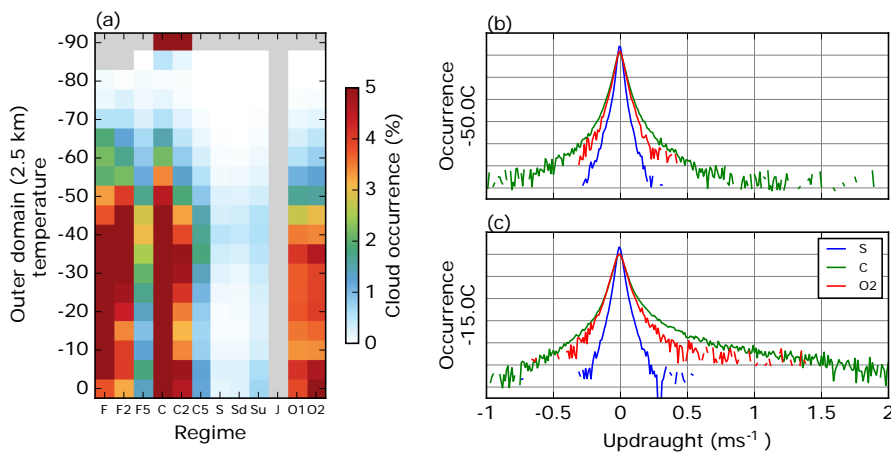 (a)
Outer domain (2.5 km)
temperature
-90
-80
-70
-60
-50
-40
-30
-20
-10
0
F F2 F5 C C2 C5 S Sd Su J O1 O2
Regime
5
4
3
2
1
0
Cloud occurrence (%)
(b)
Occurrence
-50.0C
(c)
Occurrence
-15.0C
S
C
O2
-1 -0.5 0 0.5 1 1.5 2
Updraught (ms-1)